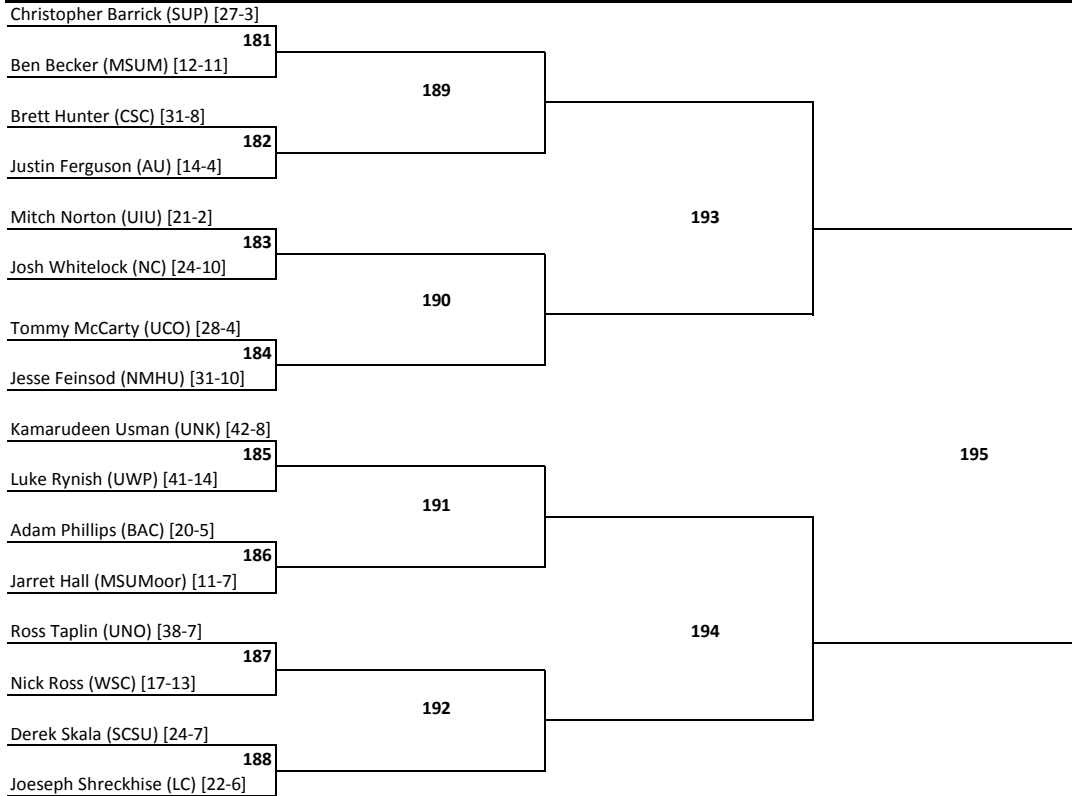 Christopher Barrick (SUP) [27-3]
181
Ben Becker (MSUM) [12-11]
189
Brett Hunter (CSC) [31-8]
182
Justin Ferguson (AU) [14-4]
193
Mitch Norton (UIU) [21-2]
183
Josh Whitelock (NC) [24-10]
190
Tommy McCarty (UCO) [28-4]
184
Jesse Feinsod (NMHU) [31-10]
195
Kamarudeen Usman (UNK) [42-8]
185
Luke Rynish (UWP) [41-14]
191
Adam Phillips (BAC) [20-5]
186
Jarret Hall (MSUMoor) [11-7]
194
Ross Taplin (UNO) [38-7]
187
Nick Ross (WSC) [17-13]
192
Derek Skala (SCSU) [24-7]
188
Joeseph Shreckhise (LC) [22-6]